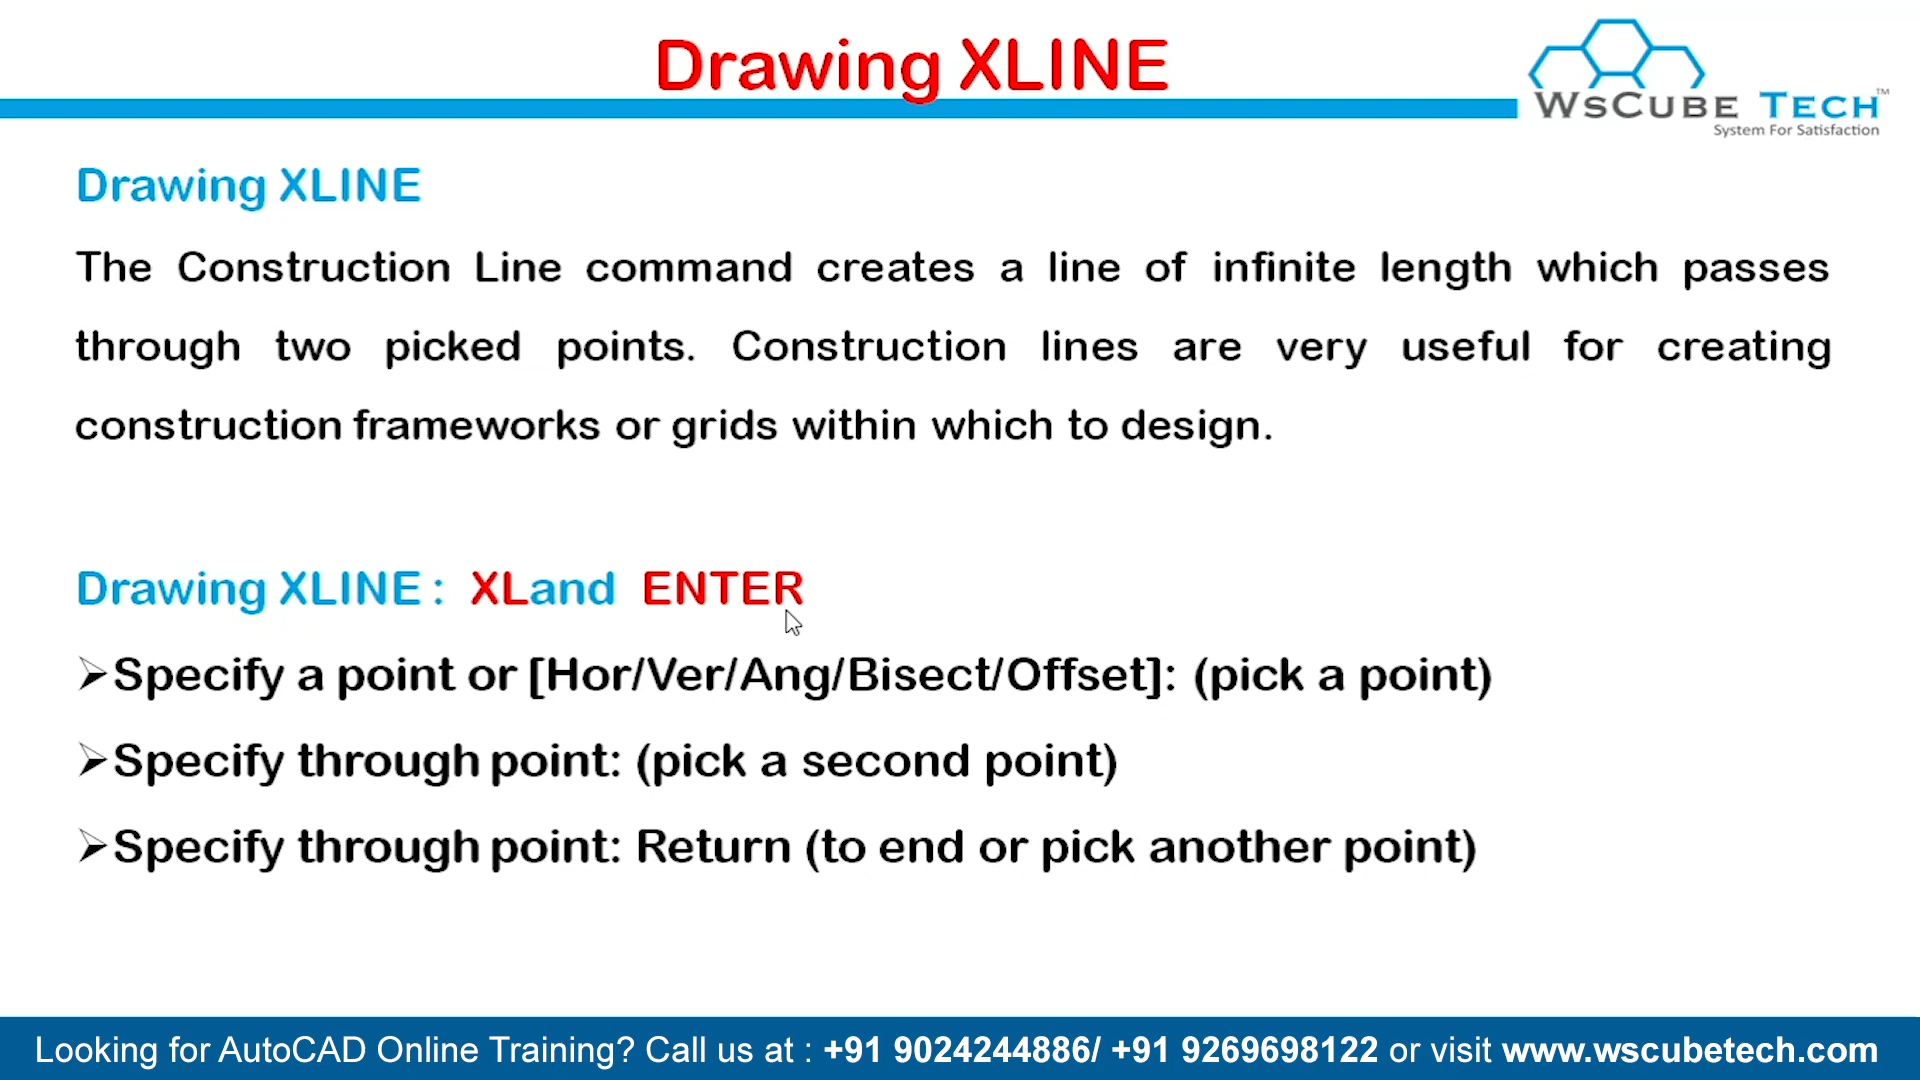 Drawing XLINE
WsCube Tech™
System For Satisfaction
Drawing XLINE
The Construction Line command creates a line of infinite length which passes
through two picked points. Construction lines are very useful for creating
construction frameworks or grids within which to design.
Drawing XLINE : XLand ENTER
➢Specify a point or [Hor/Ver/Ang/Bisect/Offset]: (pick a point)
➢Specify through point: (pick a second point)
➢Specify through point: Return (to end or pick another point)
Looking for AutoCAD Online Training? Call us at : +91 9024244886/ +91 9269698122 or visit www.wscubetech.com